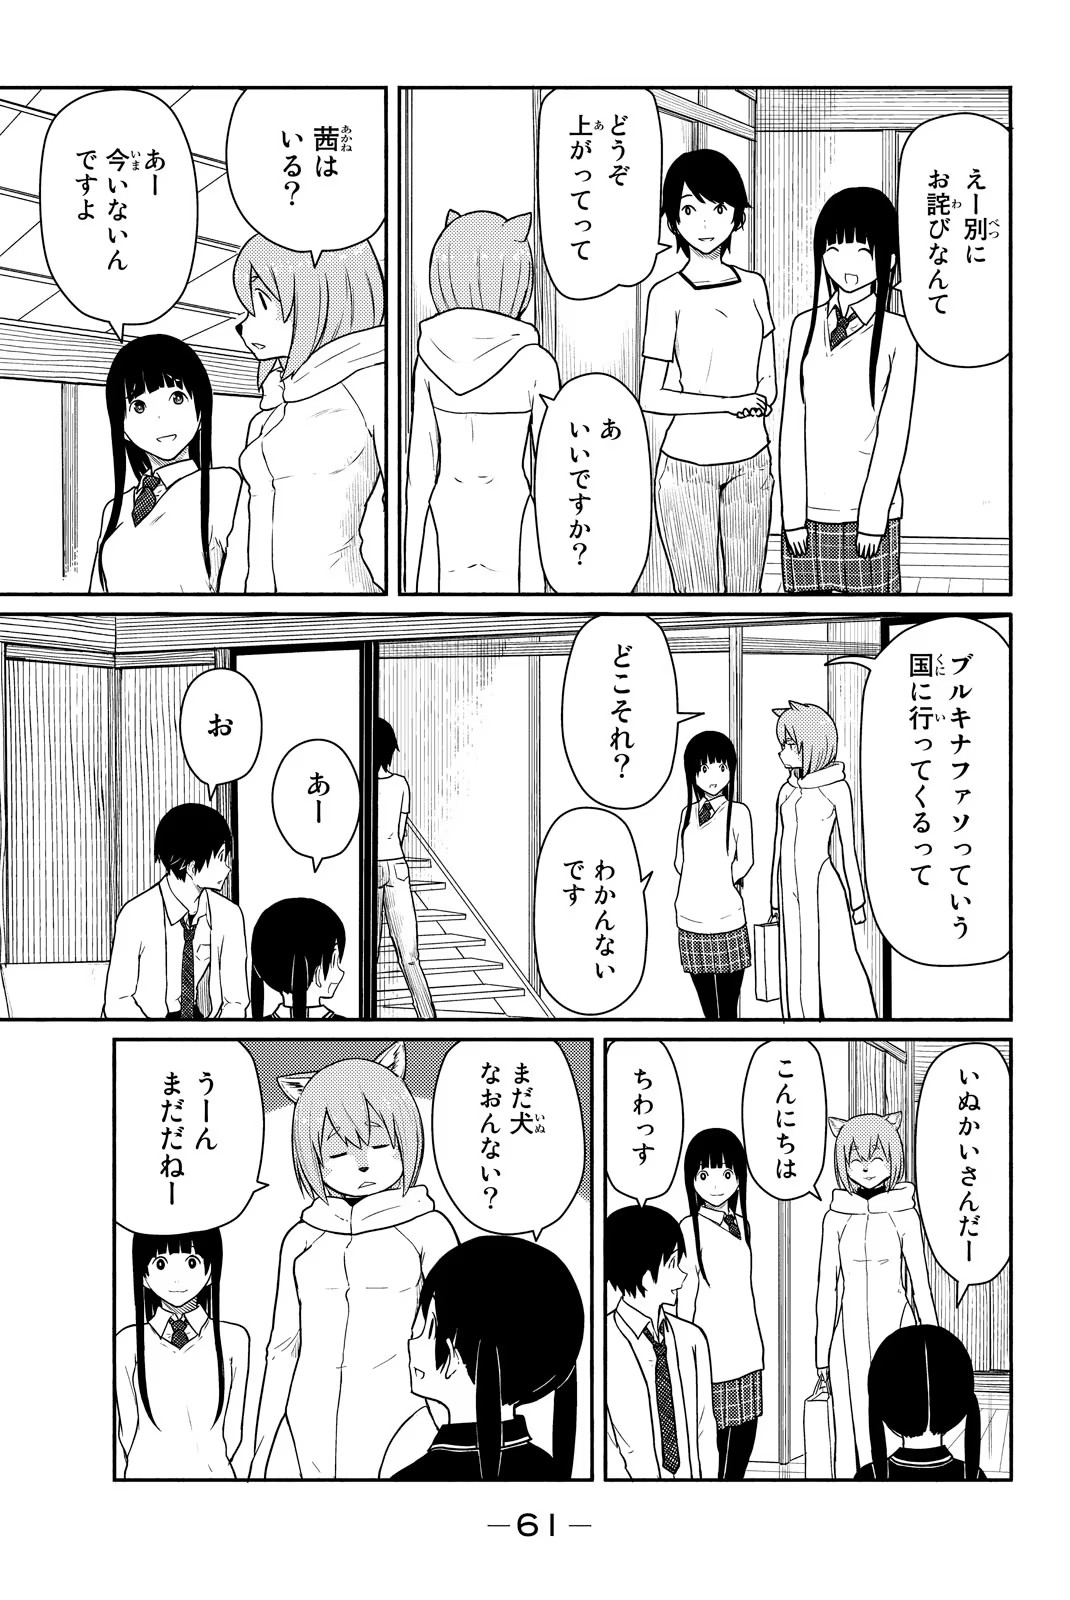 えー別に
お詫びなんて
どうぞ
上がってって
あ
いいですか?
茜は
いる?
あー
今いないん
ですよ
ブルキナファソっていう
国に行ってくるって
どこそれ?
わかんない
です
あー
お
いぬかいさんだー
こんにちは
ちわっす
まだ犬
なおんない?
うーん
まだだねー
—61—